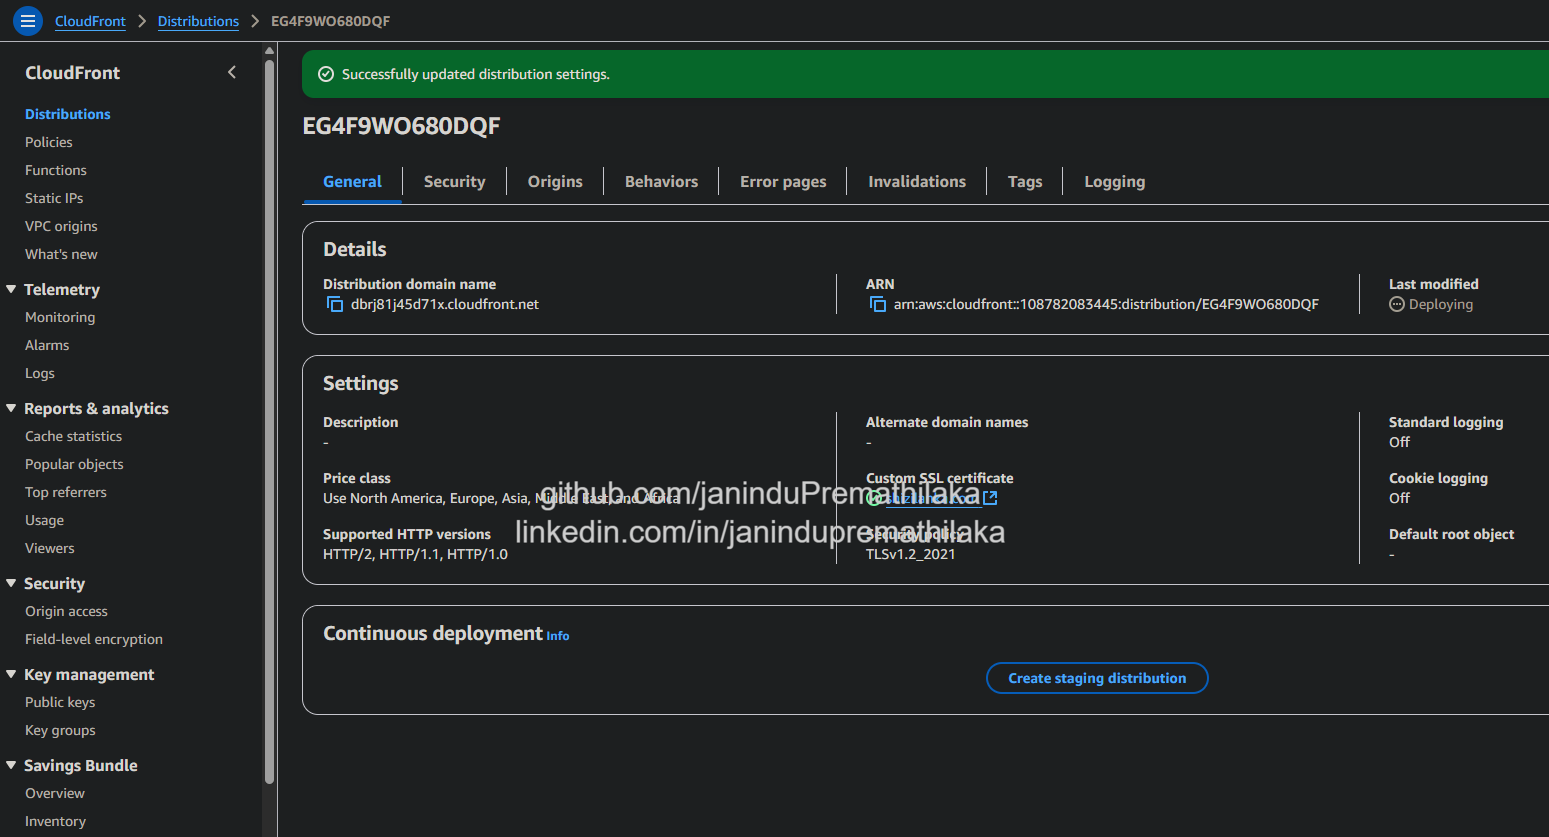 CloudFront > Distributions > EG4F9WO680DQF
CloudFront
Distributions
Policies
Functions
Static IPs
VPC origins
What's new
Telemetry
Monitoring
Alarms
Logs
Reports & analytics
Cache statistics
Popular objects
Top referrers
Usage
Viewers
Security
Origin access
Field-level encryption
Key management
Public keys
Key groups
Savings Bundle
Overview
Inventory
Successfully updated distribution settings.
EG4F9WO680DQF
General Security Origins Behaviors Error pages Invalidations Tags Logging
Details
Distribution domain name
dbrj81j45d71x.cloudfront.net
ARN
arn:aws:cloudfront::108782083445:distribution/EG4F9WO680DQF
Last modified
Deploying
Settings
Description
-
Price class
Use North America, Europe, Asia, Middle East, and Africa
Supported HTTP versions
HTTP/2, HTTP/1.1, HTTP/1.0
Alternate domain names
-
Custom SSL certificate
Security policy
TLSv1.2_2021
Standard logging
Off
Cookie logging
Off
Default root object
-
github.com/janinduPremathilaka
linkedin.com/in/janindupremathilaka
Continuous deployment Info
Create staging distribution